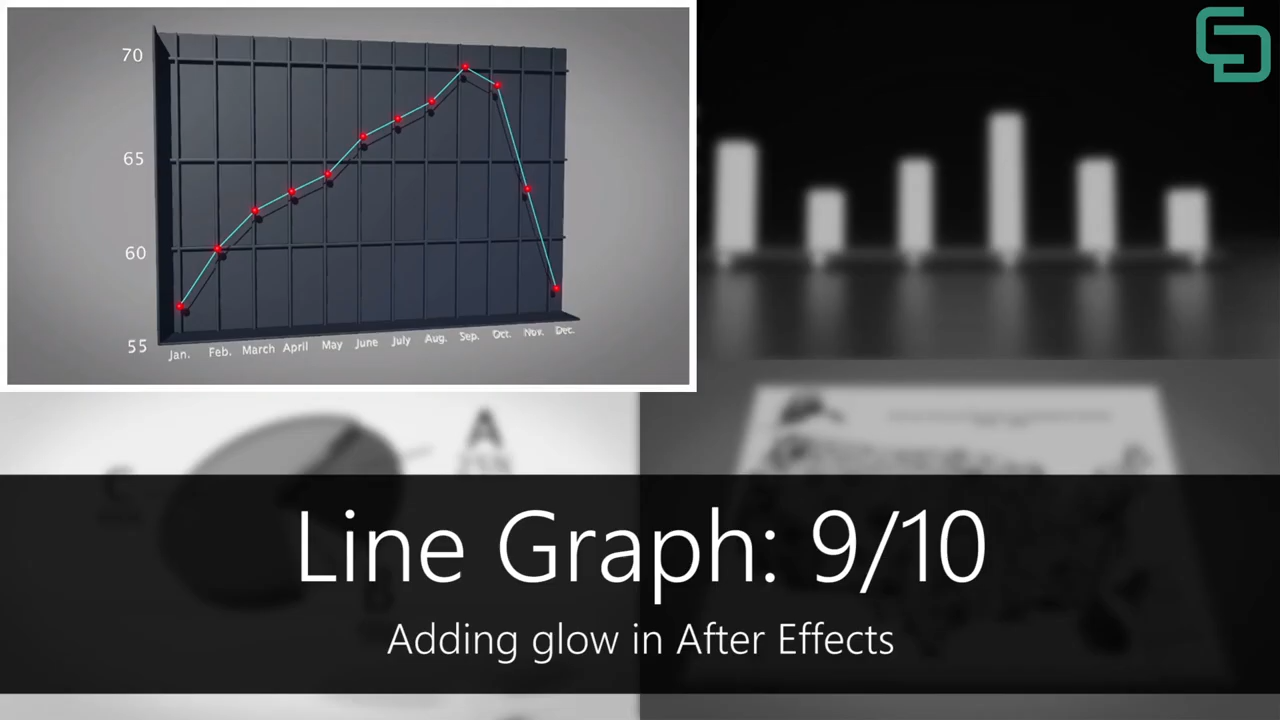 70
65
60
55
Jan. Feb. March April May June July Aug. Sep. Oct. Nov. Dec.
A
C
B
Line Graph: 9/10
Adding glow in After Effects